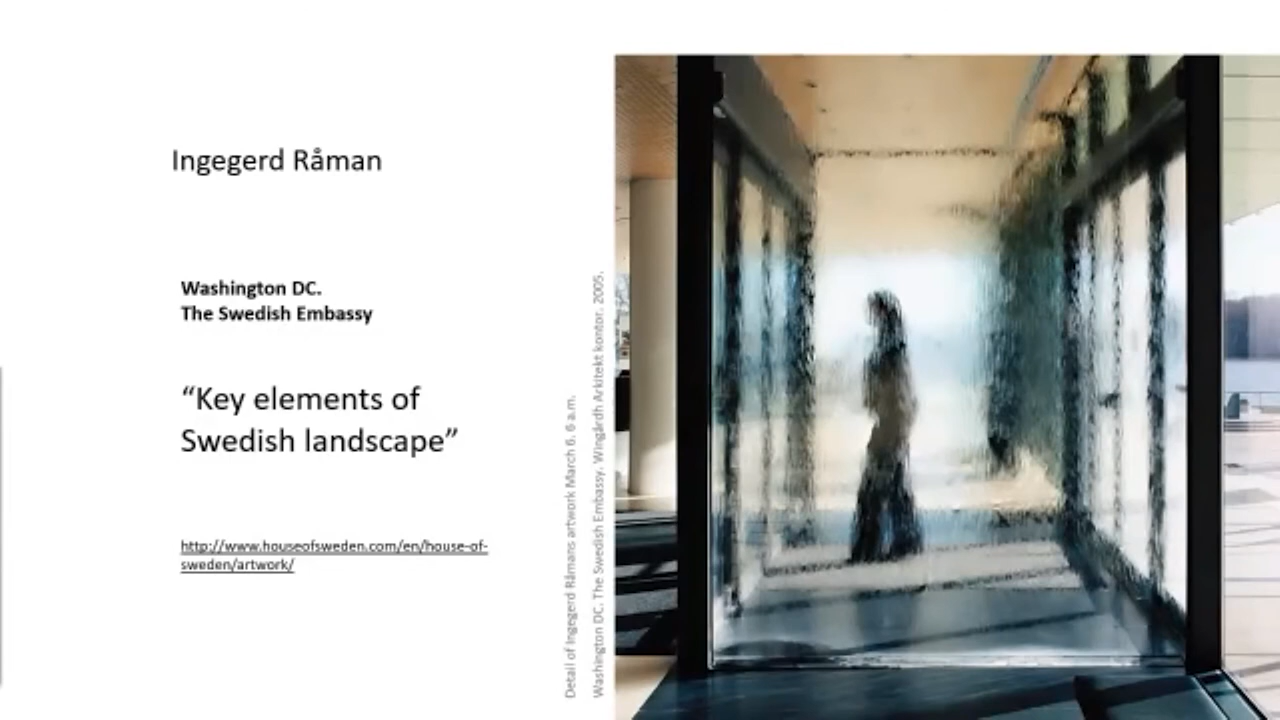 Ingegerd Råman
Washington DC.
The Swedish Embassy
“Key elements of
Swedish landscape”
http://www.houseofsweden.com/en/house-of-
sweden/artwork/
Detail of Ingegerd Råmans artwork March 6, 6 a.m.
Washington DC. The Swedish Embassy. Wingårdh Arkitekt kontor. 2005.